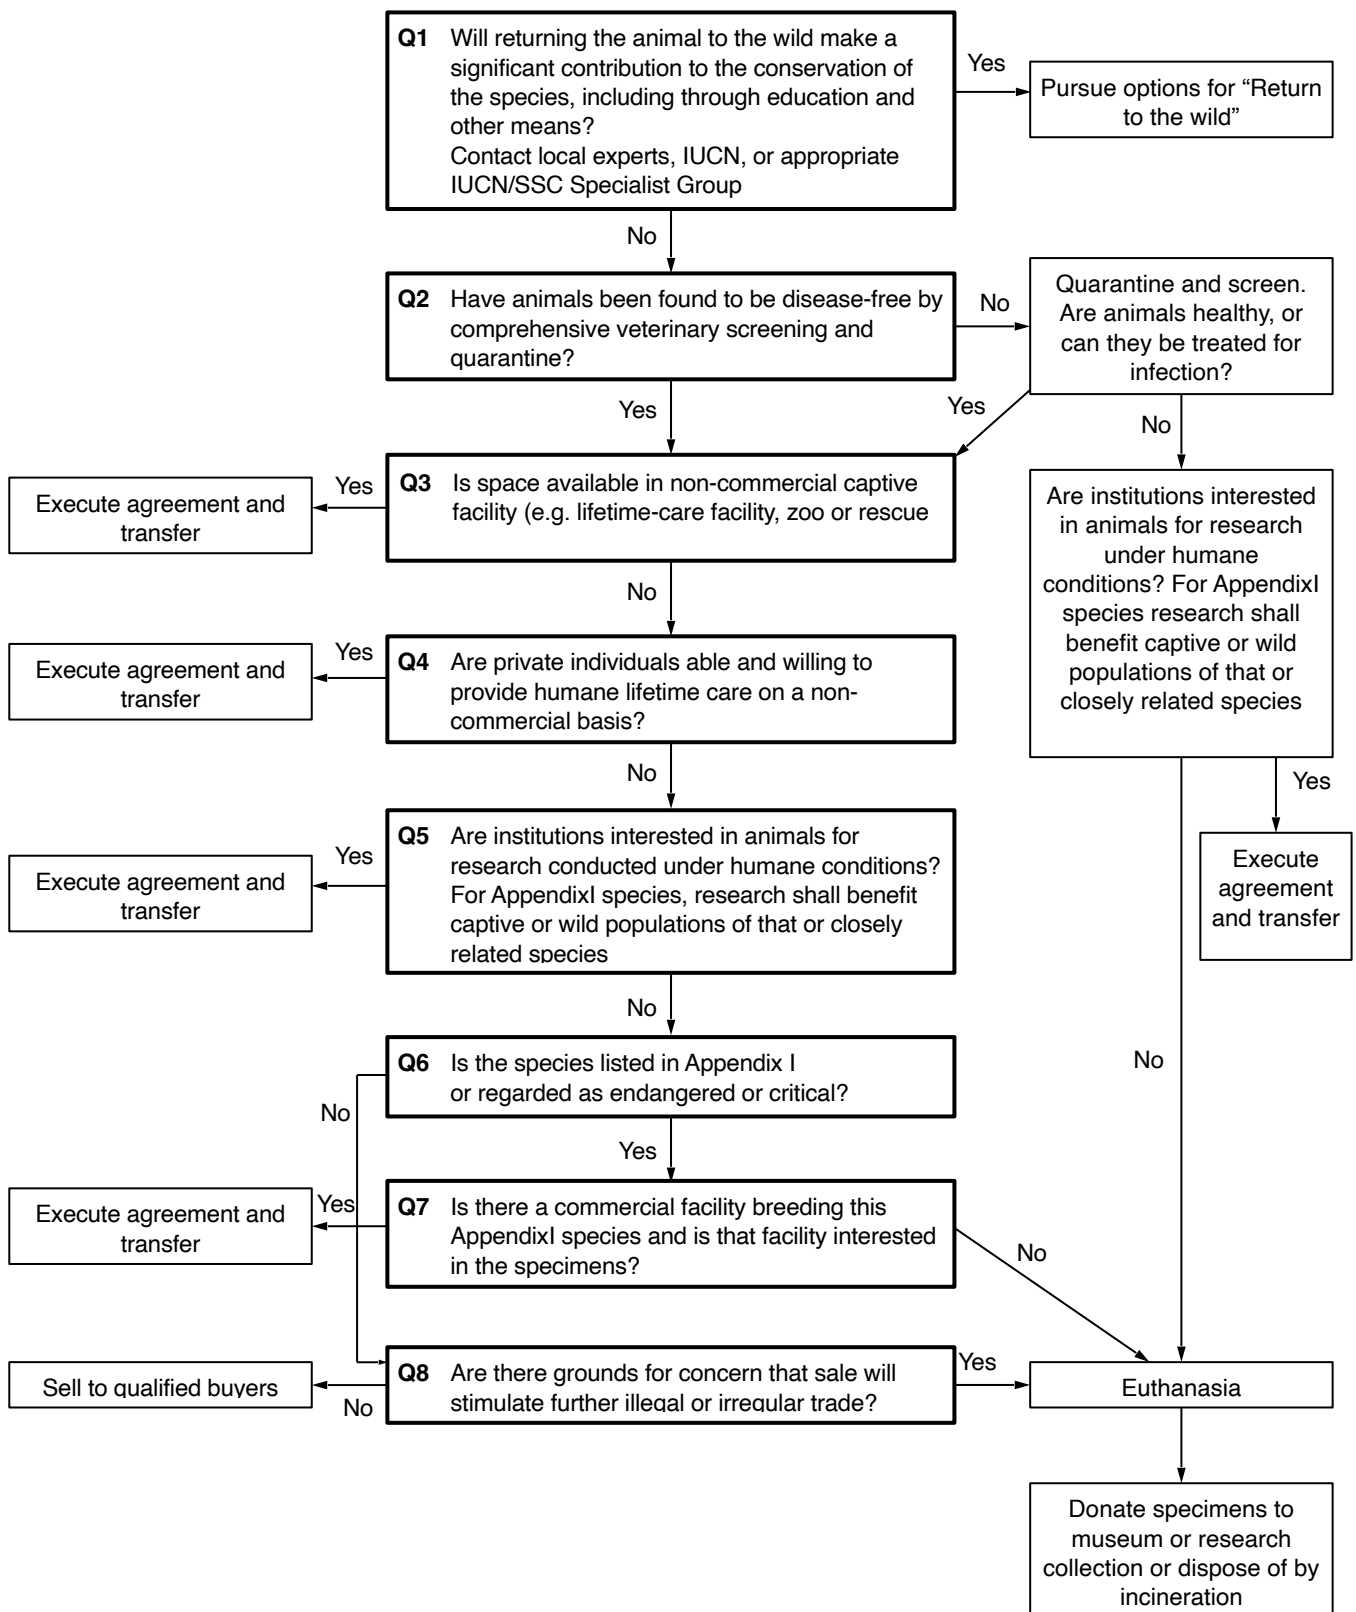 Q1 Will returning the animal to the wild make a
significant contribution to the conservation of
the species, including through education and
other means?
Contact local experts, IUCN, or appropriate
IUCN/SSC Specialist Group
Yes
Pursue options for “Return
to the wild”
No
Q2 Have animals been found to be disease-free by
comprehensive veterinary screening and
quarantine?
No
Quarantine and screen.
Are animals healthy, or
can they be treated for
infection?
Yes
Yes
No
Q3 Is space available in non-commercial captive
facility (e.g. lifetime-care facility, zoo or rescue
Yes
Execute agreement and
transfer
Are institutions interested
in animals for research
under humane
conditions? For AppendixI
species research shall
benefit captive or wild
populations of that or
closely related species
No
Q4 Are private individuals able and willing to
provide humane lifetime care on a non-
commercial basis?
Yes
Execute agreement and
transfer
No
Yes
Execute
agreement
and transfer
Q5 Are institutions interested in animals for
research conducted under humane conditions?
For AppendixI species, research shall benefit
captive or wild populations of that or closely
related species
Yes
Execute agreement and
transfer
No
No
Q6 Is the species listed in Appendix I
or regarded as endangered or critical?
No
Yes
Q7 Is there a commercial facility breeding this
AppendixI species and is that facility interested
in the specimens?
Yes
Execute agreement and
transfer
No
Q8 Are there grounds for concern that sale will
stimulate further illegal or irregular trade?
No
Sell to qualified buyers
Yes
Euthanasia
Donate specimens to
museum or research
collection or dispose of by
incineration